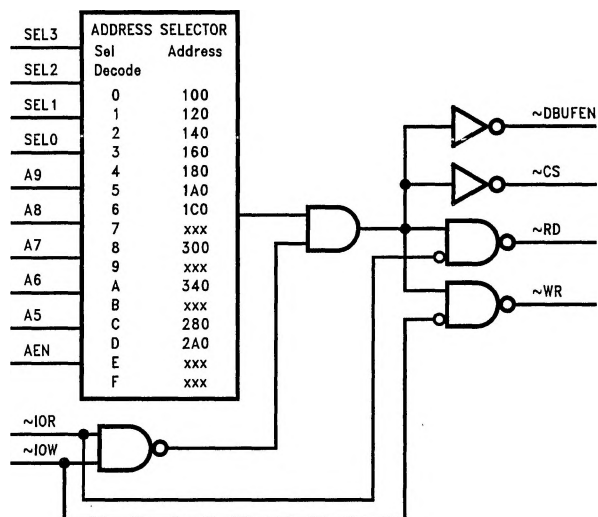 SEL3
SEL2
SEL1
SEL0
A9
A8
A7
A6
A5
AEN
~IOR
~IOW
ADDRESS SELECTOR
Sel Address
Decode
0 100
1 120
2 140
3 160
4 180
5 1A0
6 1C0
7 xxx
8 300
9 xxx
A 340
B xxx
C 280
D 2A0
E xxx
F xxx
~DBUFEN
~CS
~RD
~WR